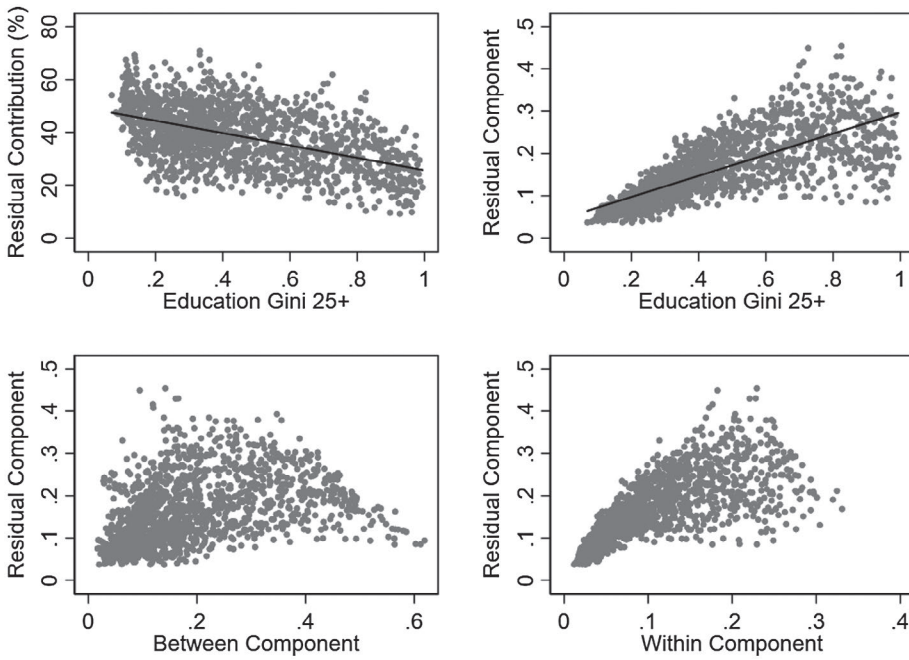 Residual Contribution (%)
80
60
40
20
0
0 .2 .4 .6 .8 1
Education Gini 25+
Residual Component
.5
.4
.3
.2
.1
0
0 .2 .4 .6 .8 1
Education Gini 25+
Residual Component
.5
.4
.3
.2
.1
0
0 .2 .4 .6
Between Component
Residual Component
.5
.4
.3
.2
.1
0
0 .1 .2 .3 .4
Within Component